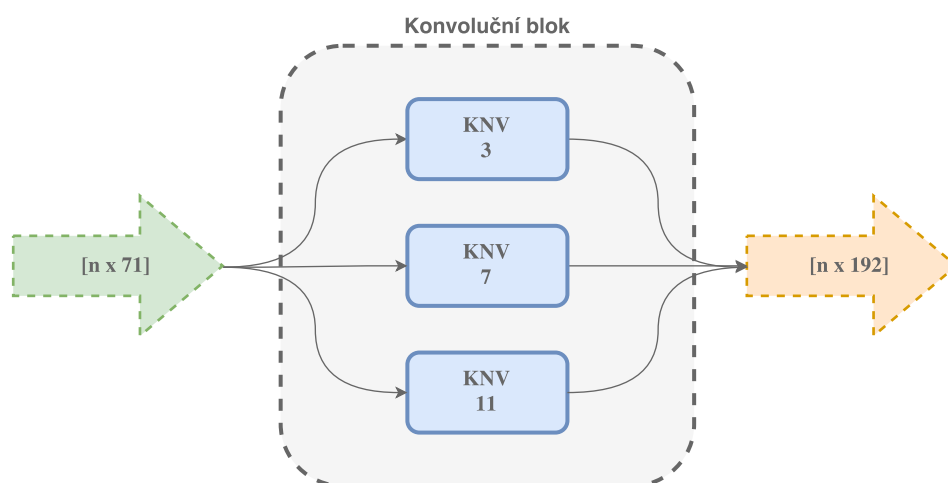 Konvoluční blok
KNV
3
[n x 71]
KNV
7
[n x 192]
KNV
11